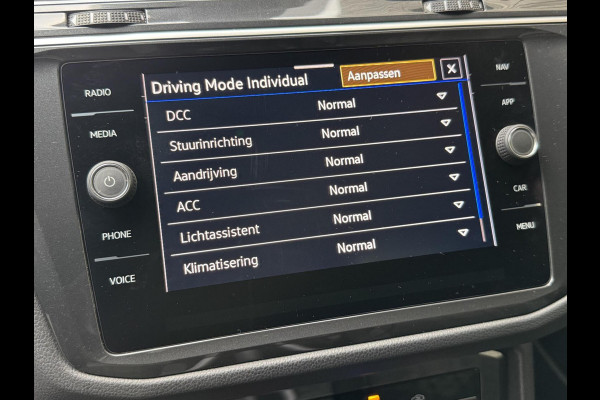 RADIO
MEDIA
PHONE
VOICE
Driving Mode Individual Aanpassen X
DCC Normal
Stuurinrichting Normal
Aandrijving Normal
ACC Normal
Lichtassistent Normal
Klimatisering Normal
NAV
APP
CAR
MENU